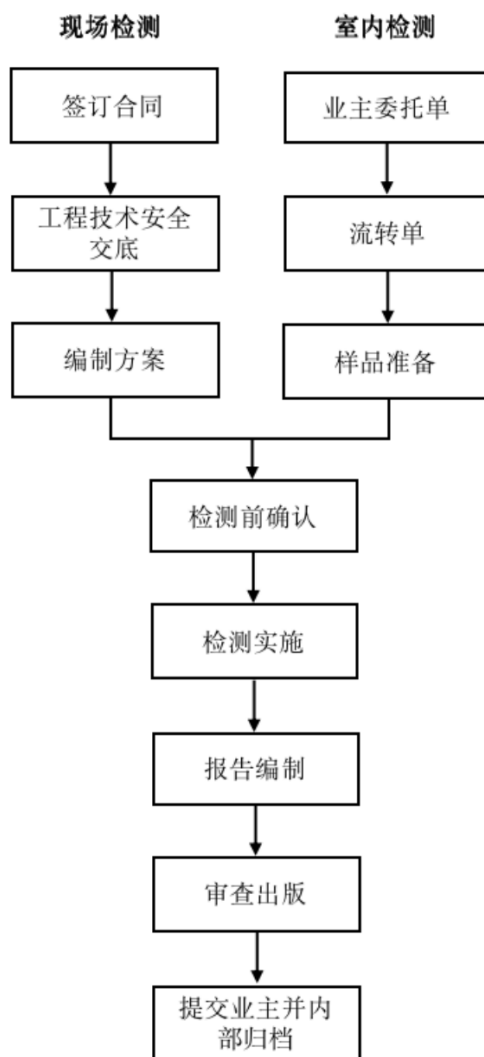 现场检测
室内检测
签订合同
业主委托单
工程技术安全
交底
流转单
编制方案
样品准备
检测前确认
检测实施
报告编制
审查出版
提交业主并内
部归档